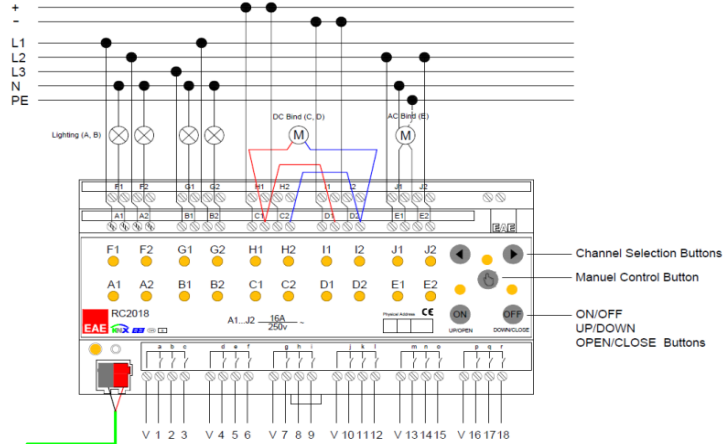 +
-
L1
L2
L3
N
PE
DC Bind (C, D) AC Bind (E)
Lighting (A, B) M M
F1 F2 G1 G2 H1 H2 I1 I2 J1 J2
A1 A2 B1 B2 C1 C2 D1 D2 E1 E2
EAE
F1 F2 G1 G2 H1 H2 I1 I2 J1 J2
Channel Selection Buttons
Manuel Control Button
A1 A2 B1 B2 C1 C2 D1 D2 E1 E2
RC2018
EAE KNX
A1...J2 16A
250v ~
Physical Address CE
ON OFF
UP/OPEN DOWN/CLOSE
ON/OFF
UP/DOWN
OPEN/CLOSE Buttons
a b c d e f g h i j k l m n o p q r
V 1 2 3 V 4 5 6 V 7 8 9 V 10 11 12 V 13 14 15 V 16 17 18